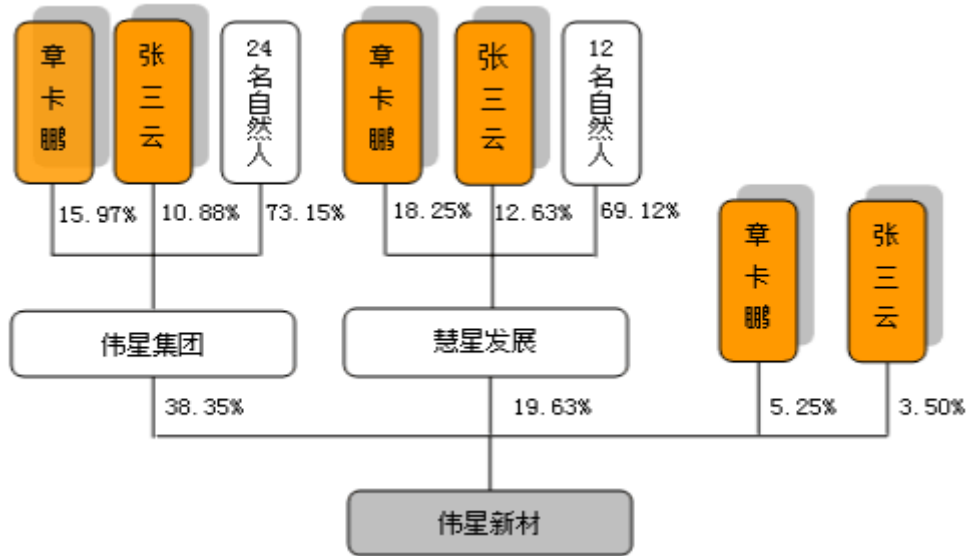 章卡鹏
张三云
24名自然人
章卡鹏
张三云
12名自然人
15.97%
10.88%
73.15%
18.25%
12.63%
69.12%
章卡鹏
张三云
伟星集团
慧星发展
38.35%
19.63%
5.25%
3.50%
伟星新材